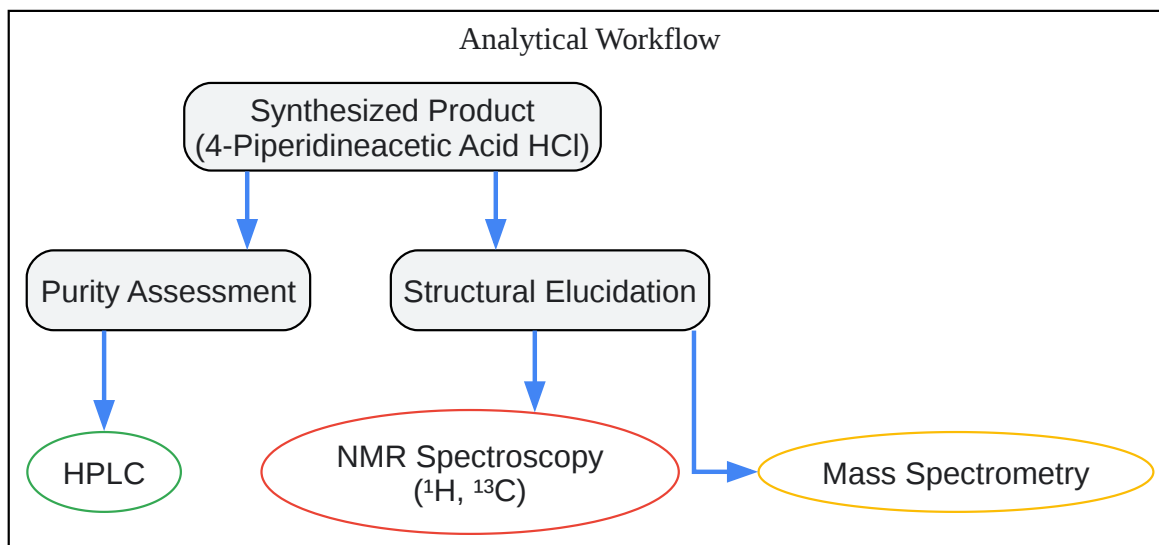 Analytical Workflow
Synthesized Product
(4-Piperidineacetic Acid HCl)
Purity Assessment
Structural Elucidation
HPLC
NMR Spectroscopy
(¹H, ¹³C)
Mass Spectrometry